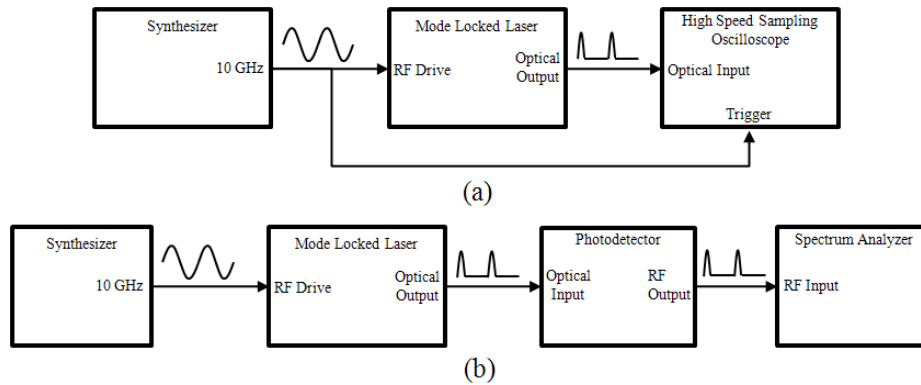 Synthesizer
10 GHz
Mode Locked Laser
RF Drive
Optical
Output
High Speed Sampling
Oscilloscope
Optical Input
Trigger
(a)
Synthesizer
10 GHz
Mode Locked Laser
RF Drive
Optical
Output
Photodetector
Optical
Input
RF
Output
Spectrum Analyzer
RF Input
(b)